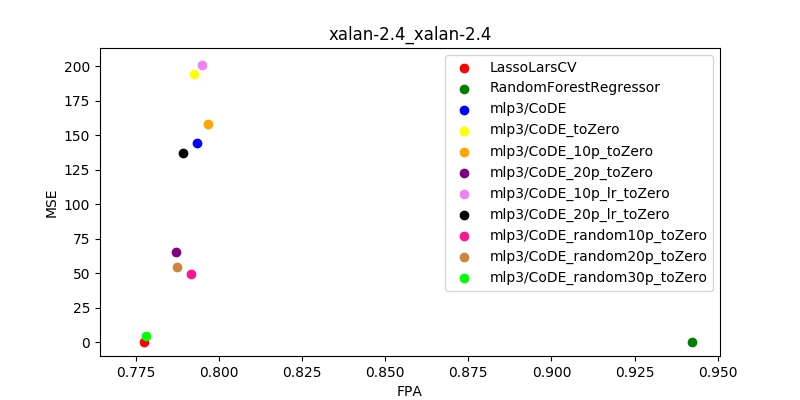 xalan-2.4_xalan-2.4
MSE
200
175
150
125
100
75
50
25
0
LassoLarsCV
RandomForestRegressor
mlp3/CoDE
mlp3/CoDE_toZero
mlp3/CoDE_10p_toZero
mlp3/CoDE_20p_toZero
mlp3/CoDE_10p_lr_toZero
mlp3/CoDE_20p_lr_toZero
mlp3/CoDE_random10p_toZero
mlp3/CoDE_random20p_toZero
mlp3/CoDE_random30p_toZero
0.775 0.800 0.825 0.850 0.875 0.900 0.925 0.950
FPA